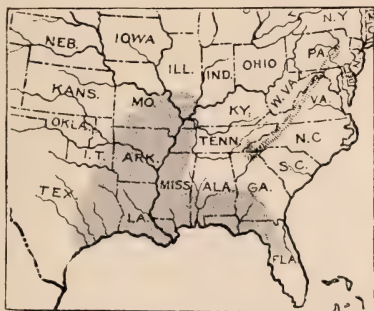 N.Y
NEB.
IOWA
PA.
ILL.
IND.
OHIO
KANS.
MO.
W. VA.
VA.
KY.
OKLA.
TENN.
N.C
I.T.
ARK.
S.C.
TEX
MISS
ALA.
GA.
LA.
FLA